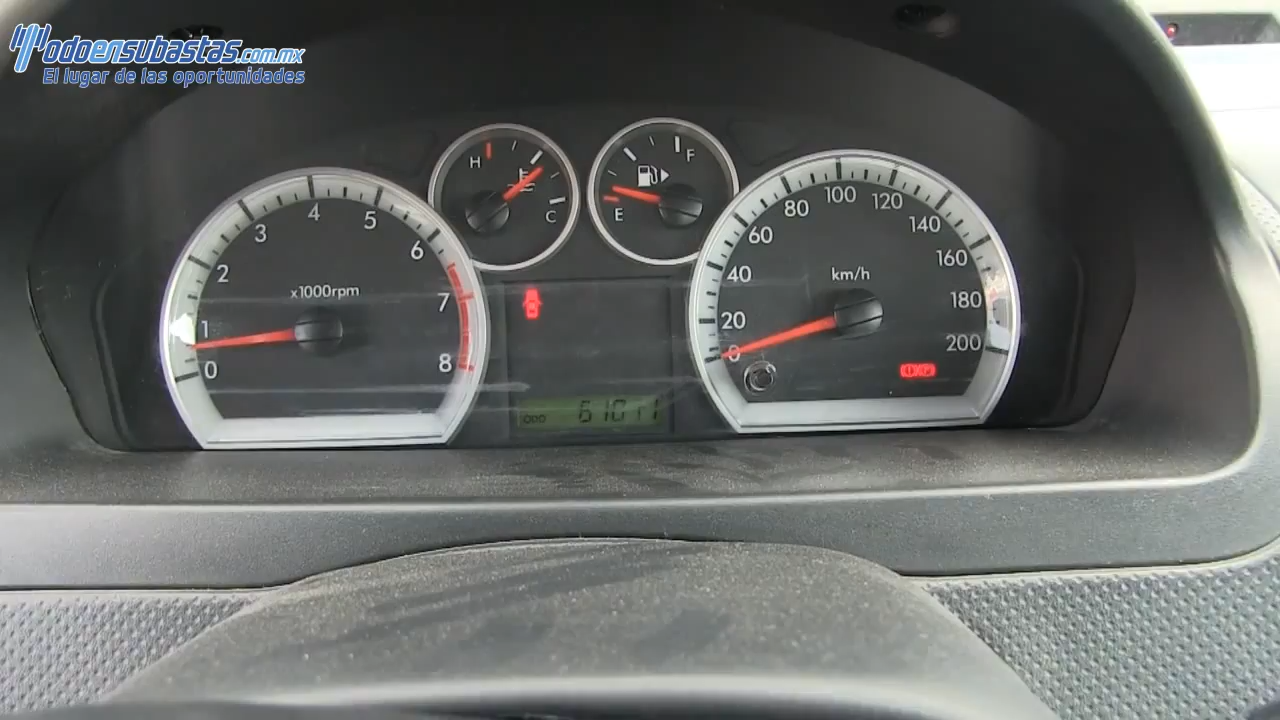 Todoensubastas.com.mx
El lugar de las oportunidades
H
C
F
E
0
1
2
3
4
5
6
7
8
x1000rpm
0
20
40
60
80
100
120
140
160
180
200
km/h
ODO